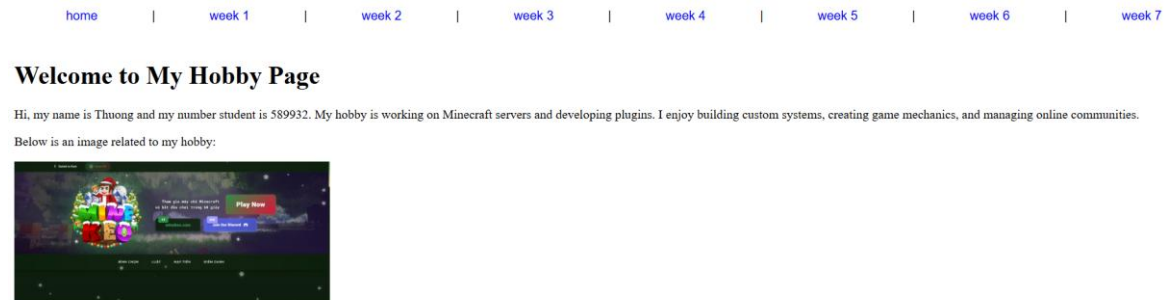 home | week 1 | week 2 | week 3 | week 4 | week 5 | week 6 | week 7
Welcome to My Hobby Page
Hi, my name is Thuong and my number student is 589932. My hobby is working on Minecraft servers and developing plugins. I enjoy building custom systems, creating game mechanics, and managing online communities.
Below is an image related to my hobby:
MINE
KEO
Play Now